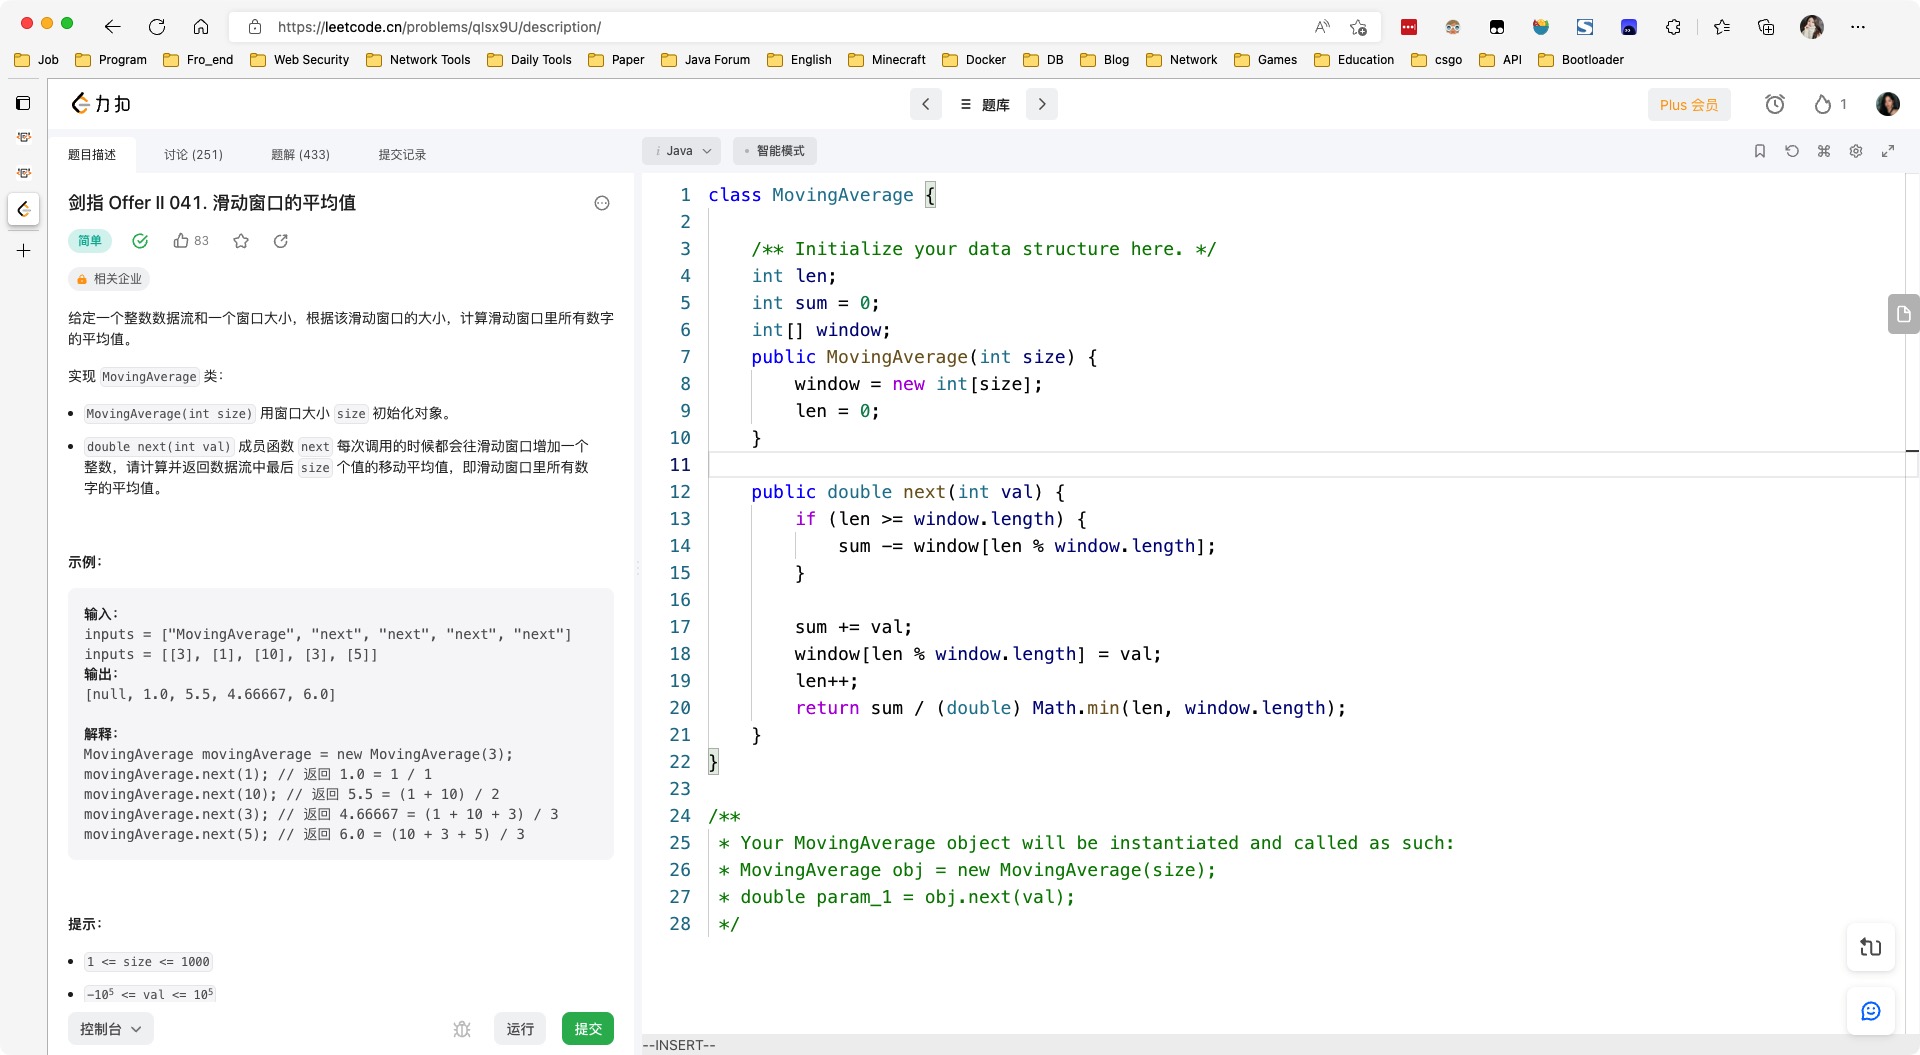 https://leetcode.cn/problems/qIsx9U/description/
Job Program Fro_end Web Security Network Tools Daily Tools Paper Java Forum English Minecraft Docker DB Blog Network Games Education csgo API Bootloader
力扣 题库 Plus 会员 1
题目描述 讨论 (251) 题解 (433) 提交记录
剑指 Offer II 041. 滑动窗口的平均值
简单 83
相关企业
给定一个整数数据流和一个窗口大小，根据该滑动窗口的大小，计算滑动窗口里所有数字
的平均值。
实现 MovingAverage 类：
• MovingAverage(int size) 用窗口大小 size 初始化对象。
• double next(int val) 成员函数 next 每次调用的时候都会往滑动窗口增加一个
整数，请计算并返回数据流中最后 size 个值的移动平均值，即滑动窗口里所有数
字的平均值。
示例：
输入：
inputs = ["MovingAverage", "next", "next", "next", "next"]
inputs = [[3], [1], [10], [3], [5]]
输出：
[null, 1.0, 5.5, 4.66667, 6.0]
解释：
MovingAverage movingAverage = new MovingAverage(3);
movingAverage.next(1); // 返回 1.0 = 1 / 1
movingAverage.next(10); // 返回 5.5 = (1 + 10) / 2
movingAverage.next(3); // 返回 4.66667 = (1 + 10 + 3) / 3
movingAverage.next(5); // 返回 6.0 = (10 + 3 + 5) / 3
提示：
• 1 <= size <= 1000
• -10⁵ <= val <= 10⁵
控制台 运行 提交
i Java • 智能模式
1 class MovingAverage {
2
3 /** Initialize your data structure here. */
4 int len;
5 int sum = 0;
6 int[] window;
7 public MovingAverage(int size) {
8 window = new int[size];
9 len = 0;
10 }
11
12 public double next(int val) {
13 if (len >= window.length) {
14 sum -= window[len % window.length];
15 }
16
17 sum += val;
18 window[len % window.length] = val;
19 len++;
20 return sum / (double) Math.min(len, window.length);
21 }
22 }
23
24 /**
25 * Your MovingAverage object will be instantiated and called as such:
26 * MovingAverage obj = new MovingAverage(size);
27 * double param_1 = obj.next(val);
28 */
--INSERT--